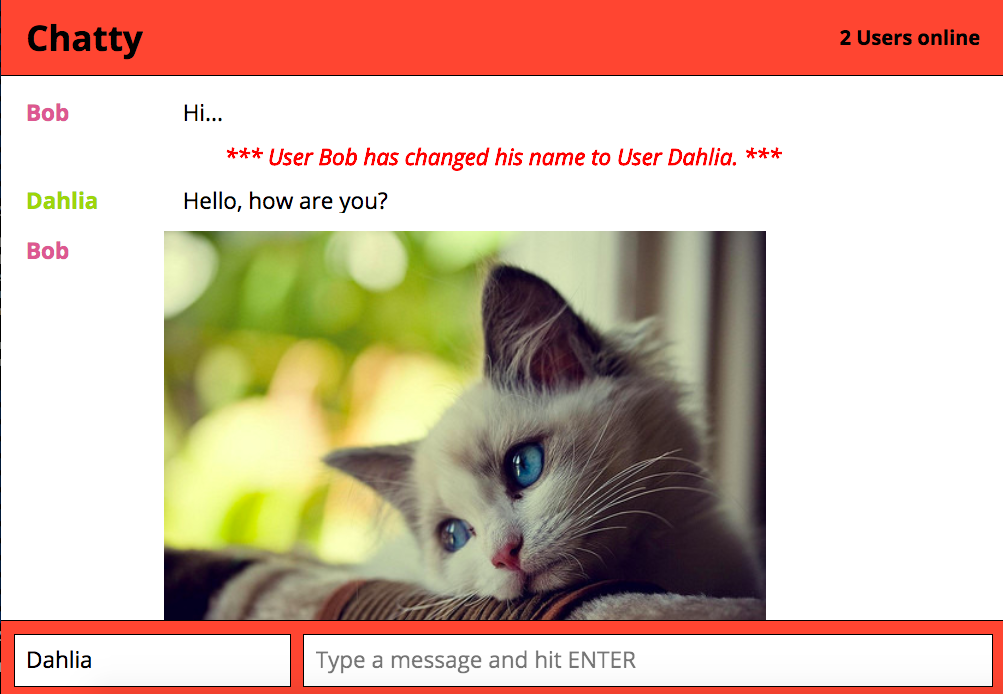 Chatty
2 Users online
Bob
Hi...
*** User Bob has changed his name to User Dahlia. ***
Dahlia
Hello, how are you?
Bob
Dahlia
Type a message and hit ENTER